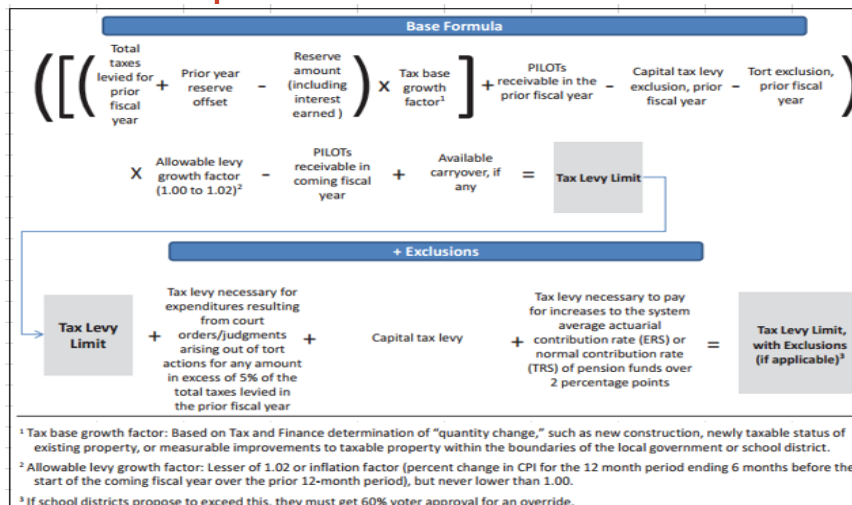 Base Formula
( [ ( Total taxes levied for prior fiscal year + Prior year reserve offset - Reserve amount (including interest earned ) ) X Tax base growth factor¹ ] + PILOTs receivable in the prior fiscal year - Capital tax levy exclusion, prior fiscal year - Tort exclusion, prior fiscal year )
X Allowable levy growth factor (1.00 to 1.02)² - PILOTs receivable in coming fiscal year + Available carryover, if any = Tax Levy Limit
+ Exclusions
Tax Levy Limit + Tax levy necessary for expenditures resulting from court orders/judgments arising out of tort actions for any amount in excess of 5% of the total taxes levied in the prior fiscal year + Capital tax levy + Tax levy necessary to pay for increases to the system average actuarial contribution rate (ERS) or normal contribution rate (TRS) of pension funds over 2 percentage points = Tax Levy Limit, with Exclusions (if applicable)³
¹ Tax base growth factor: Based on Tax and Finance determination of "quantity change," such as new construction, newly taxable status of
existing property, or measurable improvements to taxable property within the boundaries of the local government or school district.
² Allowable levy growth factor: Lesser of 1.02 or inflation factor (percent change in CPI for the 12 month period ending 6 months before the
start of the coming fiscal year over the prior 12-month period), but never lower than 1.00.
³ If school districts propose to exceed this, they must get 60% voter approval for an override.